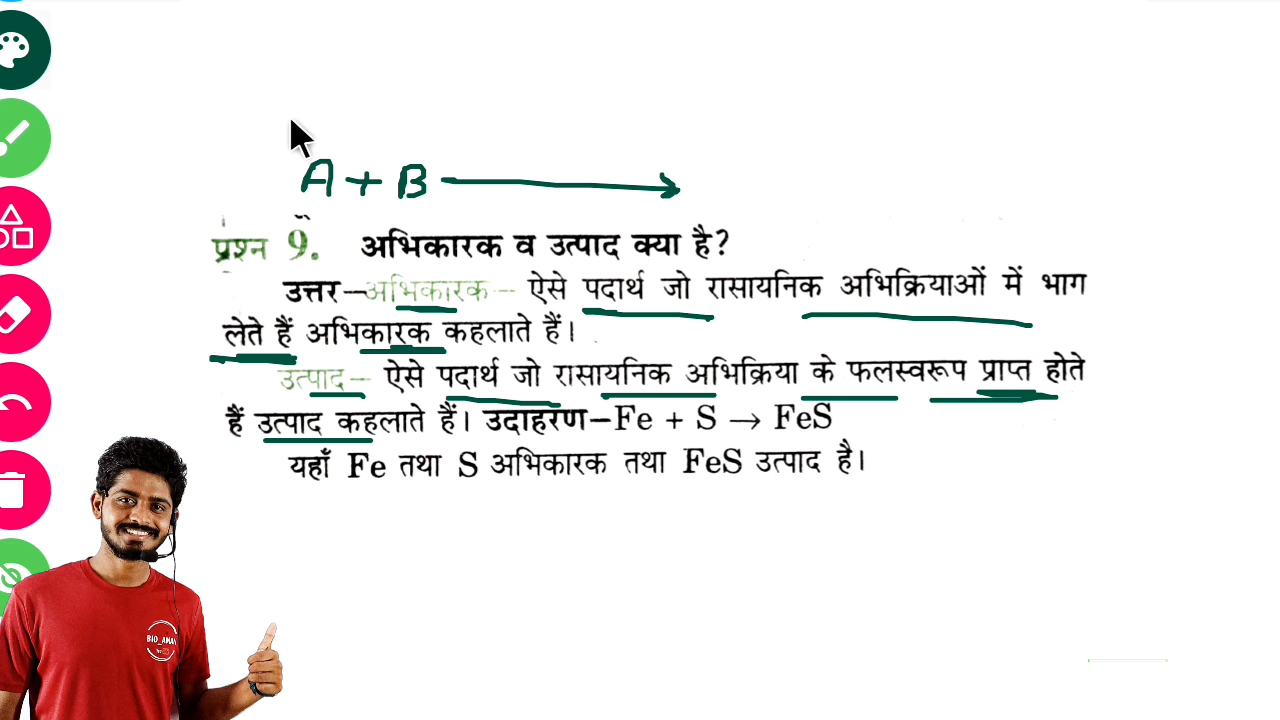 A + B →
प्रश्न 9. अभिकारक व उत्पाद क्या है?
उत्तर—अभिकारक— ऐसे पदार्थ जो रासायनिक अभिक्रियाओं में भाग
लेते हैं अभिकारक कहलाते हैं।
उत्पाद— ऐसे पदार्थ जो रासायनिक अभिक्रिया के फलस्वरूप प्राप्त होते
हैं उत्पाद कहलाते हैं। उदाहरण—Fe + S → FeS
यहाँ Fe तथा S अभिकारक तथा FeS उत्पाद है।
BIO_AMAN